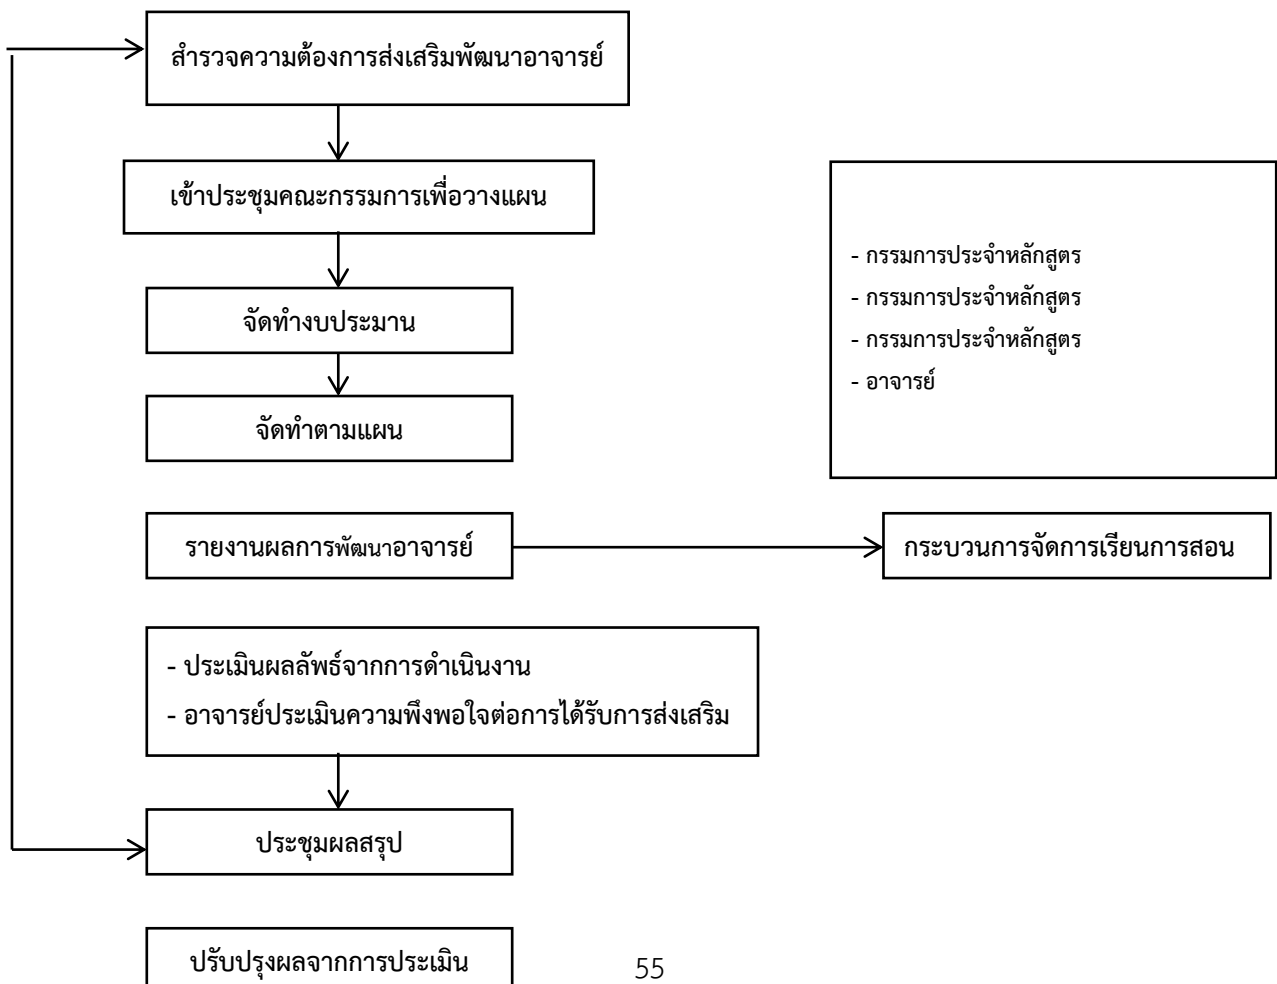 สำรวจความต้องการส่งเสริมพัฒนาอาจารย์
เข้าประชุมคณะกรรมการเพื่อวางแผน
จัดทำงบประมาน
จัดทำตามแผน
- กรรมการประจำหลักสูตร
- กรรมการประจำหลักสูตร
- กรรมการประจำหลักสูตร
- อาจารย์
รายงานผลการพัฒนาอาจารย์
กระบวนการจัดการเรียนการสอน
- ประเมินผลลัพธ์จากการดำเนินงาน
- อาจารย์ประเมินความพึงพอใจต่อการได้รับการส่งเสริม
ประชุมผลสรุป
ปรับปรุงผลจากการประเมิน
55